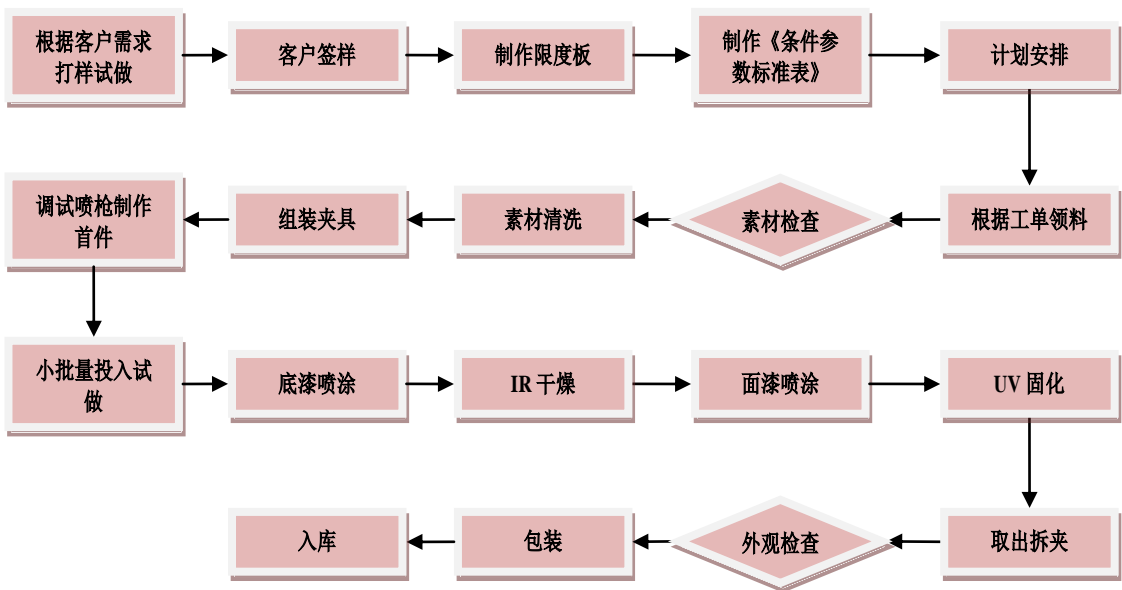 根据客户需求
打样试做
客户签样
制作限度板
制作《条件参
数标准表》
计划安排
调试喷枪制作
首件
组装夹具
素材清洗
素材检查
根据工单领料
小批量投入试
做
底漆喷涂
IR 干燥
面漆喷涂
UV 固化
入库
包装
外观检查
取出拆夹